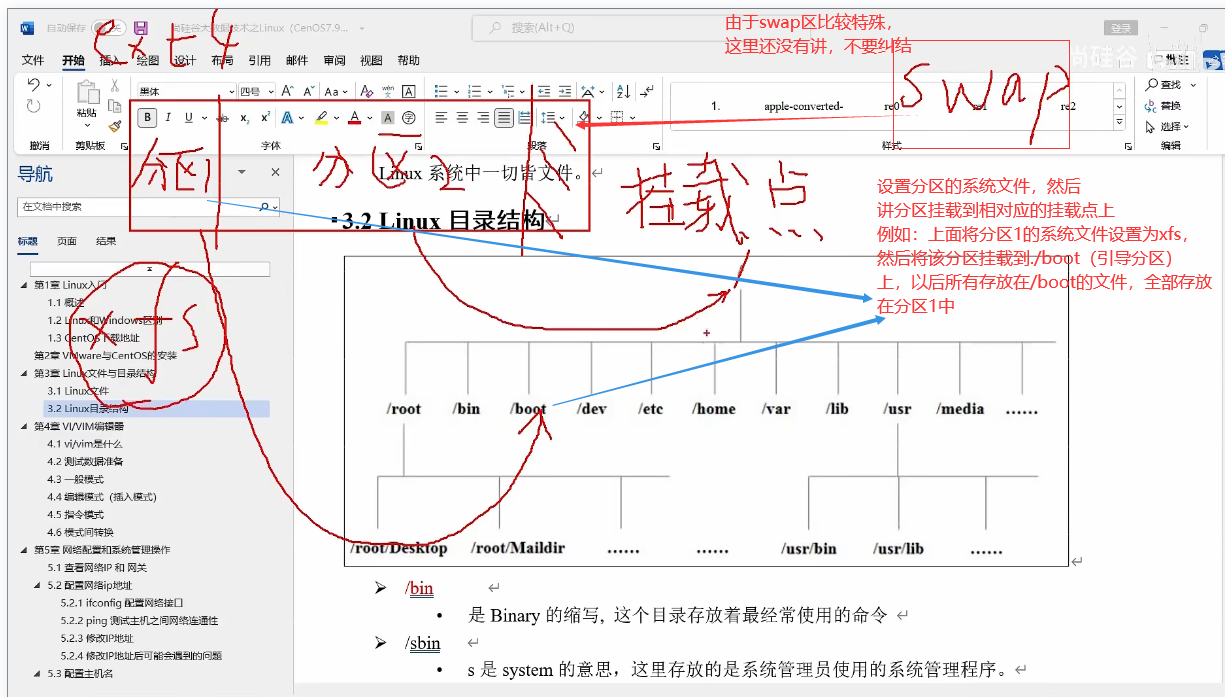 自动保存 关 尚硅谷大数据技术之Linux（CentOS7.9...
搜索(Alt+Q)
登录
由于swap区比较特殊，
这里还没有讲，不要纠结
ext4
文件 开始 插入 绘图 设计 布局 引用 邮件 审阅 视图 帮助
尚硅谷
批注
swap
粘贴
黑体 四号
B I U
1. apple-converted- re0 re1 re2
查找
替换
选择
撤消 剪贴板 字体 段落 样式 编辑
分区1 分区2 挂载点
导航
在文档中搜索
标题 页面 结果
Linux 系统中一切皆文件。
3.2 Linux 目录结构
设置分区的系统文件，然后
讲分区挂载到相对应的挂载点上
例如：上面将分区1的系统文件设置为xfs，
然后将该分区挂载到./boot（引导分区）
上，以后所有存放在/boot的文件，全部存放
在分区1中
xfs
第1章 Linux入门
1.1 概述
1.2 Linux和Windows区别
1.3 CentOS下载地址
第2章 VMware与CentOS的安装
第3章 Linux文件与目录结构
3.1 Linux文件
3.2 Linux目录结构
第4章 VI/VIM编辑器
4.1 vi/vim是什么
4.2 测试数据准备
4.3 一般模式
4.4 编辑模式（插入模式）
4.5 指令模式
4.6 模式间转换
第5章 网络配置和系统管理操作
5.1 查看网络IP 和 网关
5.2 配置网络ip地址
5.2.1 ifconfig 配置网络接口
5.2.2 ping 测试主机之间网络连通性
5.2.3 修改IP地址
5.2.4 修改IP地址后可能会遇到的问题
5.3 配置主机名
/root /bin /boot /dev /etc /home /var /lib /usr /media ……
/root/Desktop /root/Maildir …… …… /usr/bin /usr/lib ……
/bin
是 Binary 的缩写, 这个目录存放着最经常使用的命令
/sbin
s 是 system 的意思，这里存放的是系统管理员使用的系统管理程序。